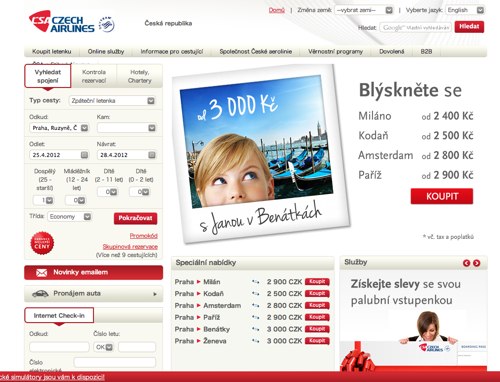 ČSA CZECH AIRLINES
Česká republika
Domů | Změna země: --vybrat zemi-- | Vyberte jazyk: English
Hledat: Hledat
Koupit letenku Online služby Informace pro cestující Společnost České aerolinie Věrnostní programy Dovolená B2B
Vyhledat spojení
Kontrola rezervací
Hotely, Chartery
Typ cesty: Zpáteční letenka
Odkud: Kam:
Praha, Ruzyně, Č
Odlet: Návrat:
25.4.2012 28.4.2012
Dospělý (25 - starší)
Mládežník (12 - 24 let)
Dítě (2 - 11 let)
Dítě (0 - 2 let)
1 0 0 0
Třída: Economy Pokračovat
Promokód
Skupinová rezervace
(Více než 9 cestujících)
CENY
Novinky emailem
Pronájem auta
Internet Check-in
Odkud: Číslo letu:
OK
Číslo elektronické
cké simulátory jsou vám k dispozici!
od 3 000 Kč
s Janou v Benátkách
Blýskněte se
Miláno od 2 400 Kč
Kodaň od 2 500 Kč
Amsterdam od 2 800 Kč
Paříž od 2 900 Kč
KOUPIT
* vč. tax a poplatků
Speciální nabídky
Praha Milán 2 900 CZK Koupit
Praha Kodaň 2 500 CZK Koupit
Praha Amsterdam 2 800 CZK Koupit
Praha Paříž 2 900 CZK Koupit
Praha Benátky 3 000 CZK Koupit
Praha Ženeva 3 000 CZK Koupit
Služby
Získejte slevy se svou
palubní vstupenkou
CZECH AIRLINES